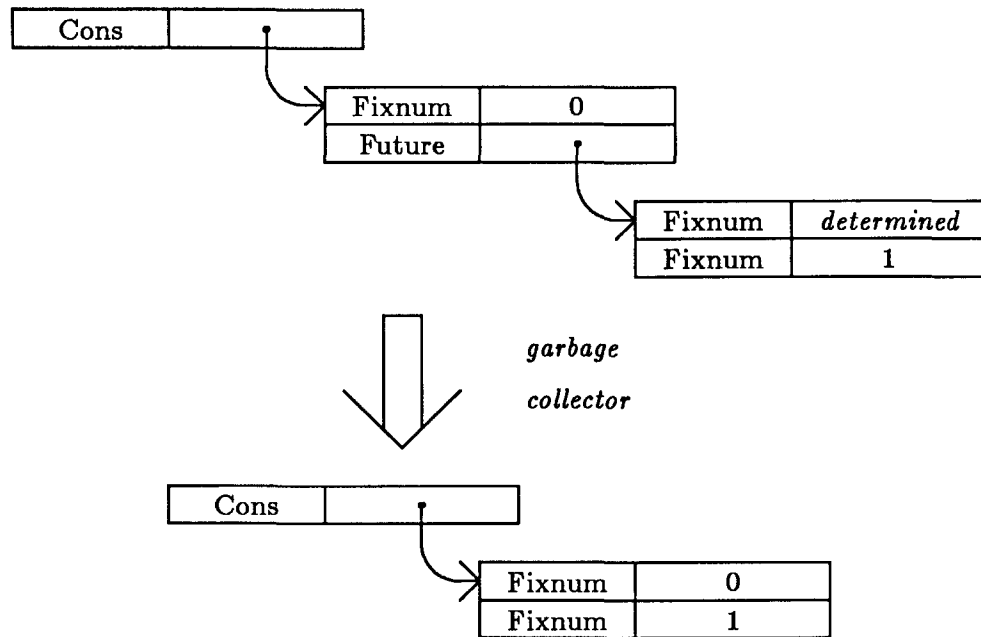 Cons
Fixnum 0
Future
Fixnum determined
Fixnum 1
garbage
collector
Cons
Fixnum 0
Fixnum 1